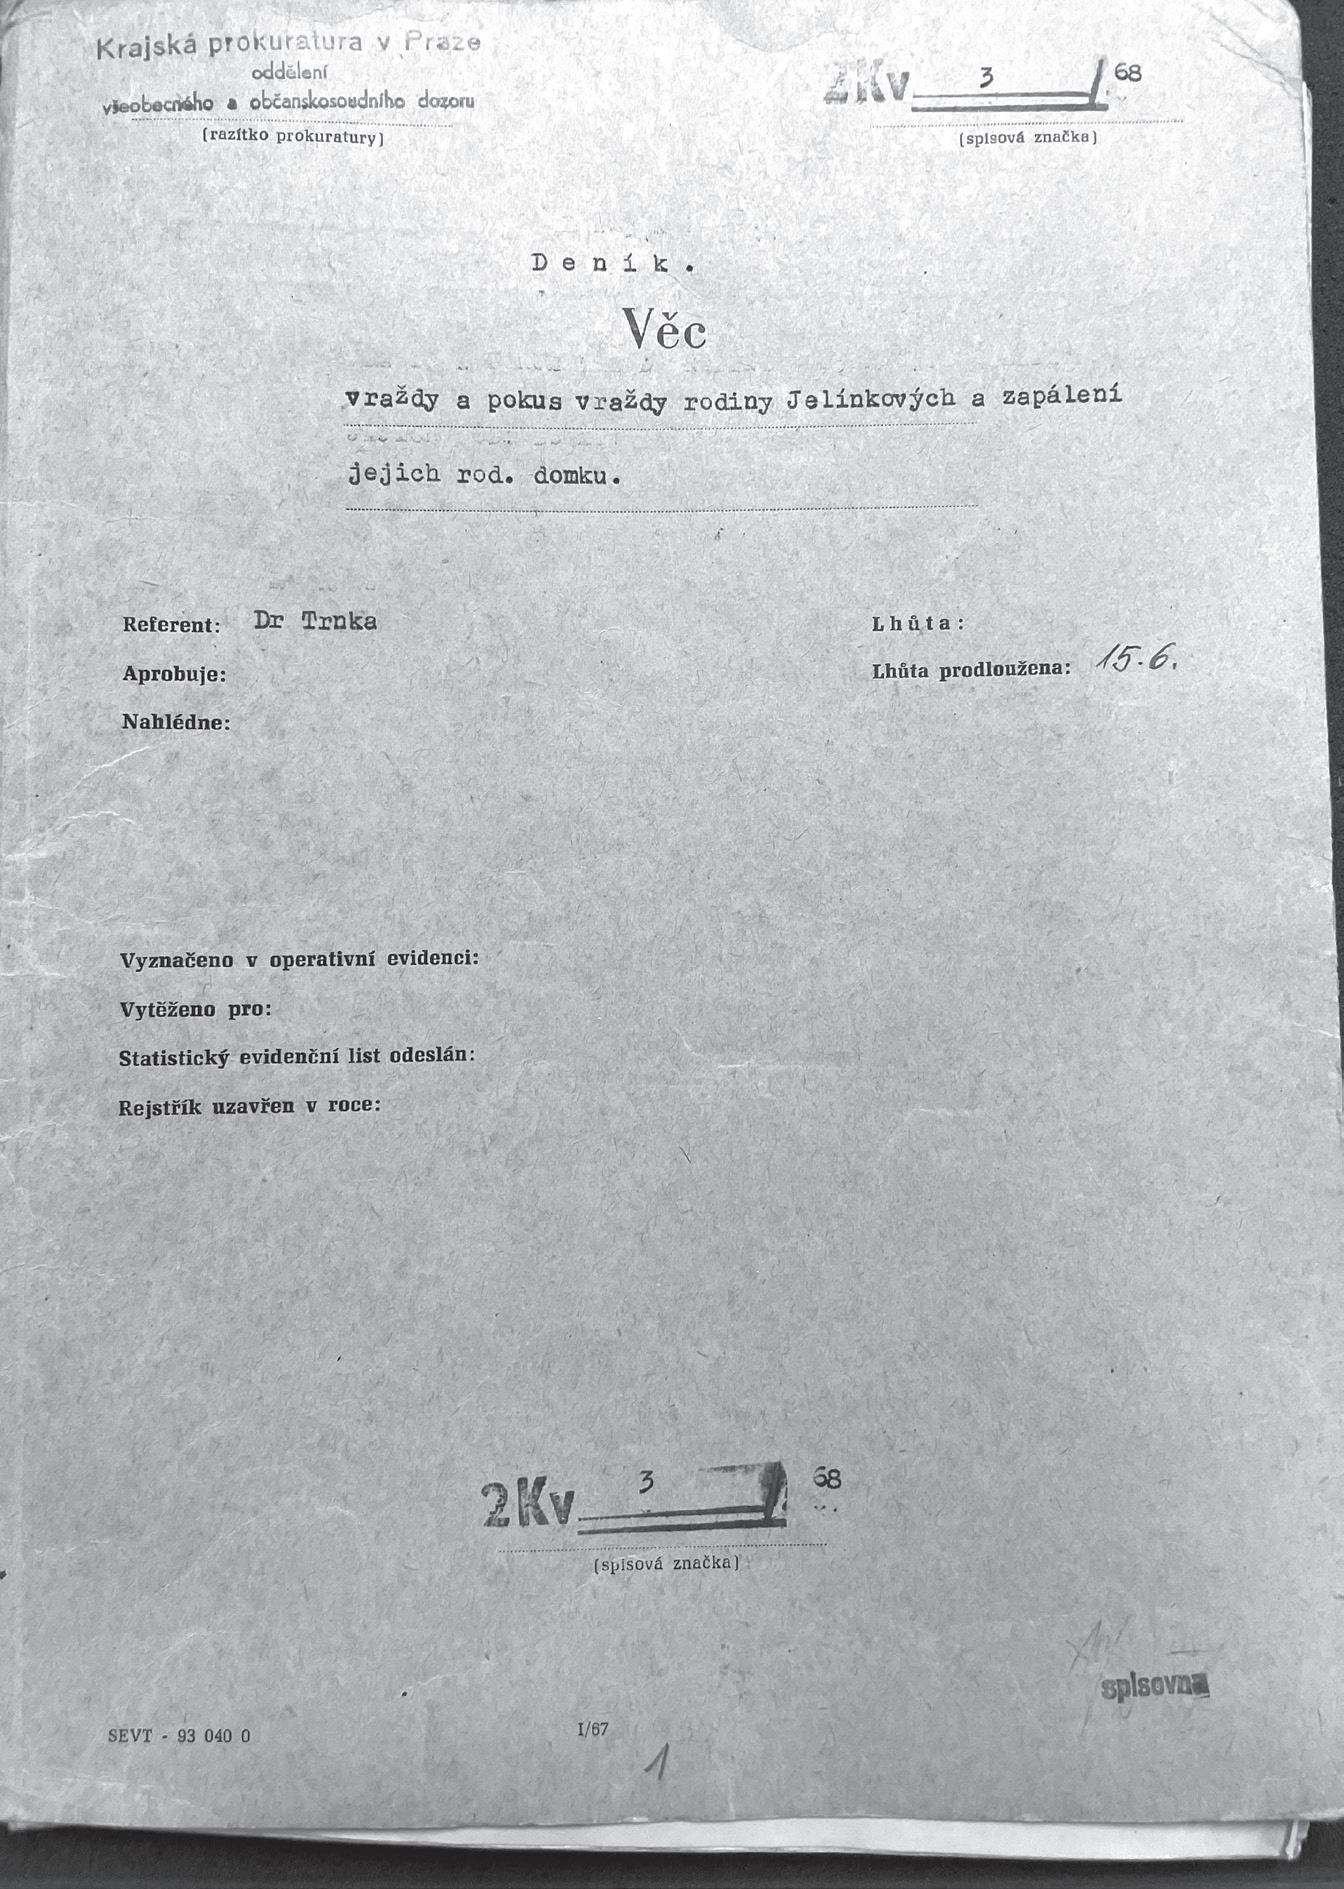 Krajská prokuratura v Praze
oddělení
všeobecného a občanskosoudního dozoru
(razítko prokuratury)
2Kv 3 / 68
(spisová značka)
Deník.
Věc
vraždy a pokus vraždy rodiny Jelínkových a zapálení
jejich rod. domku.
Referent: Dr Trnka
Lhůta:
Aprobuje:
Lhůta prodloužena: 15.6.
Nahlédne:
Vyznačeno v operativní evidenci:
Vytěženo pro:
Statistický evidenční list odeslán:
Rejstřík uzavřen v roce:
2Kv 3 / 68
(spisová značka)
spisovna
SEVT - 93 040 0
I/67
1